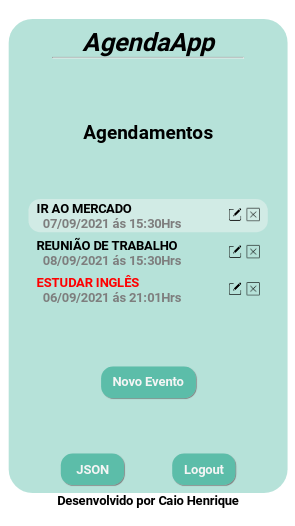 AgendaApp
Agendamentos
IR AO MERCADO
07/09/2021 ás 15:30Hrs
REUNIÃO DE TRABALHO
08/09/2021 ás 15:30Hrs
ESTUDAR INGLÊS
06/09/2021 ás 21:01Hrs
Novo Evento
JSON Logout
Desenvolvido por Caio Henrique